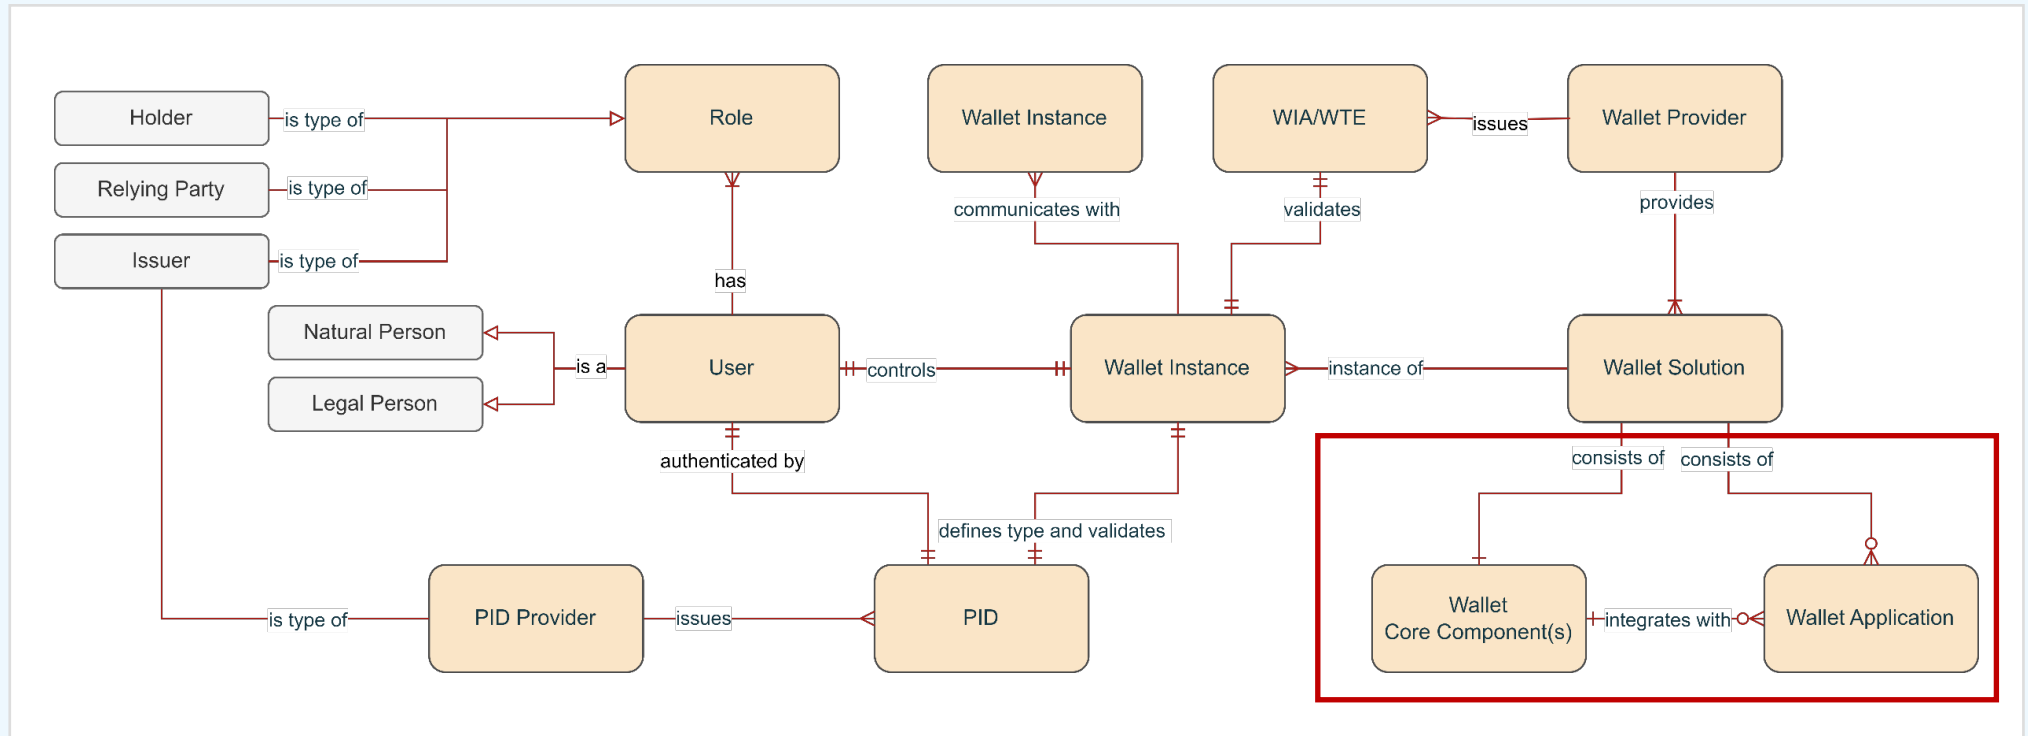 Holder
is type of
Role
Wallet Instance
WIA/WTE
issues
Wallet Provider
Relying Party
is type of
communicates with
validates
provides
Issuer
is type of
has
Natural Person
is a
User
controls
Wallet Instance
instance of
Wallet Solution
Legal Person
authenticated by
consists of
consists of
defines type and validates
is type of
PID Provider
issues
PID
Wallet
Core Component(s)
integrates with
Wallet Application